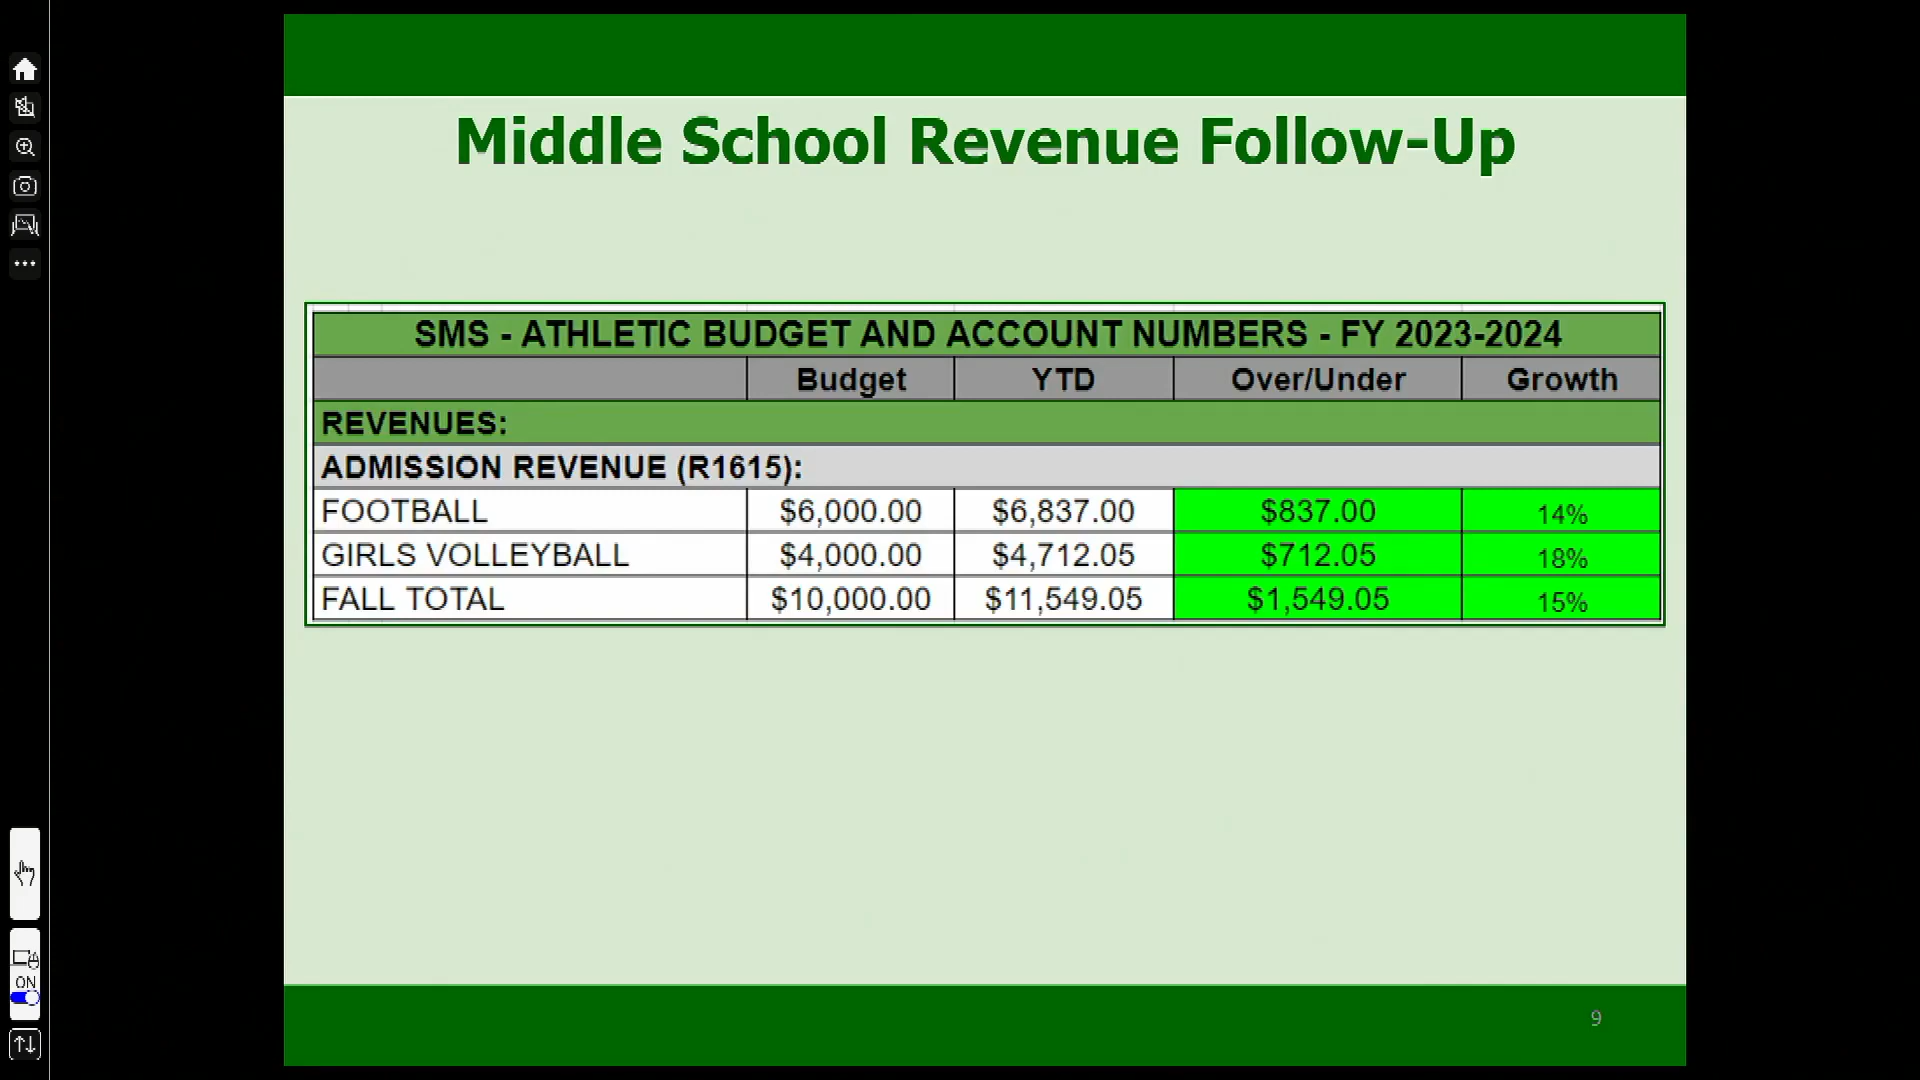 Middle School Revenue Follow-Up
SMS - ATHLETIC BUDGET AND ACCOUNT NUMBERS - FY 2023-2024
Budget YTD Over/Under Growth
REVENUES:
ADMISSION REVENUE (R1615):
FOOTBALL $6,000.00 $6,837.00 $837.00 14%
GIRLS VOLLEYBALL $4,000.00 $4,712.05 $712.05 18%
FALL TOTAL $10,000.00 $11,549.05 $1,549.05 15%
ON
9